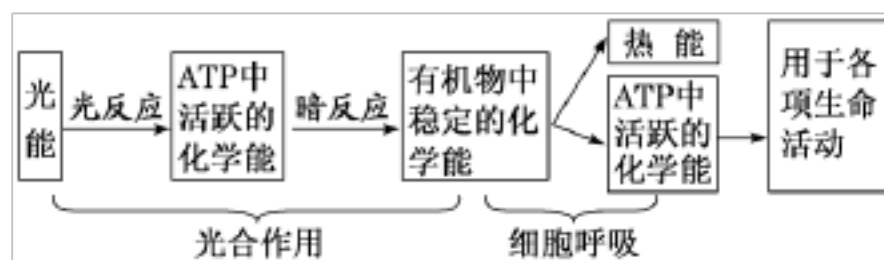 光能
光反应
ATP中
活跃的
化学能
暗反应
有机物中
稳定的化
学能
热 能
ATP中
活跃的
化学能
用于各
项生命
活动
光合作用
细胞呼吸